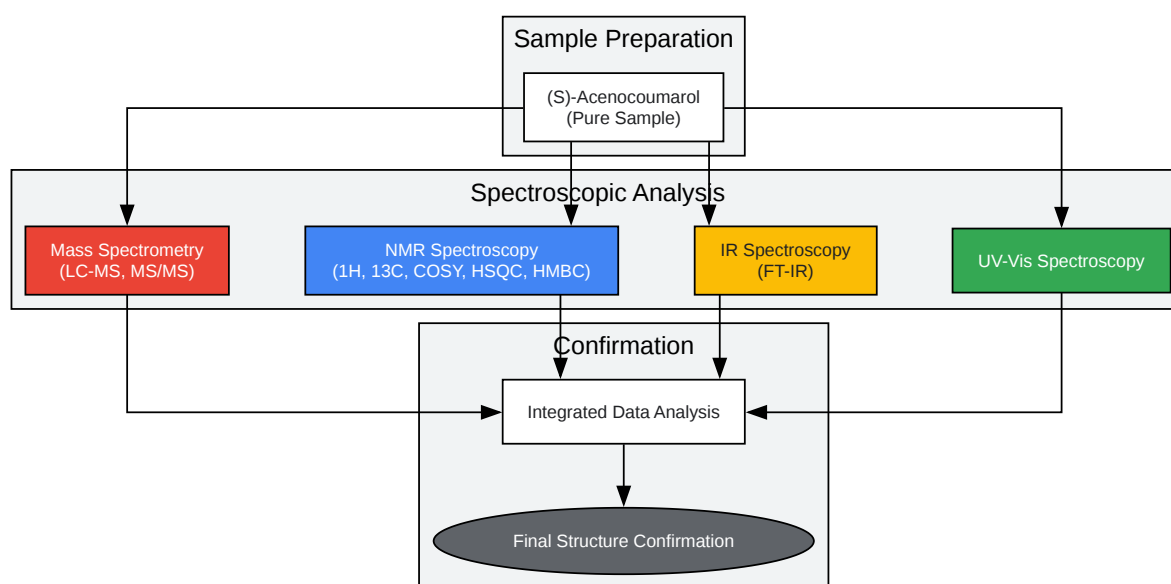 Sample Preparation
(S)-Acenocoumarol
(Pure Sample)
Spectroscopic Analysis
Mass Spectrometry
(LC-MS, MS/MS)
NMR Spectroscopy
(1H, 13C, COSY, HSQC, HMBC)
IR Spectroscopy
(FT-IR)
UV-Vis Spectroscopy
Confirmation
Integrated Data Analysis
Final Structure Confirmation